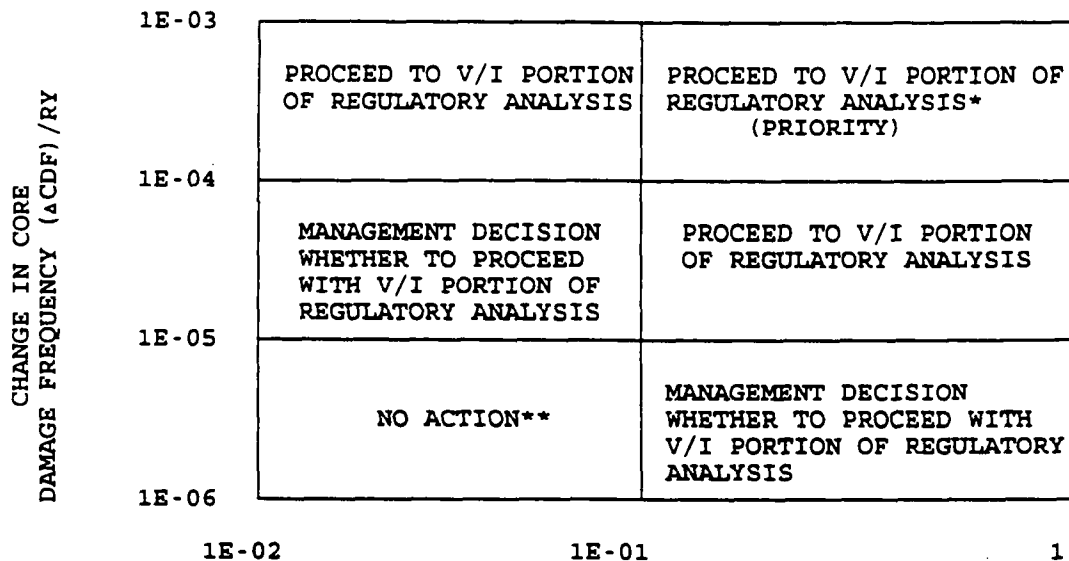 1E-03
PROCEED TO V/I PORTION
OF REGULATORY ANALYSIS
PROCEED TO V/I PORTION OF
REGULATORY ANALYSIS*
(PRIORITY)
CHANGE IN CORE
DAMAGE FREQUENCY (△CDF)/RY
1E-04
MANAGEMENT DECISION
WHETHER TO PROCEED
WITH V/I PORTION OF
REGULATORY ANALYSIS
PROCEED TO V/I PORTION
OF REGULATORY ANALYSIS
1E-05
NO ACTION**
MANAGEMENT DECISION
WHETHER TO PROCEED WITH
V/I PORTION OF REGULATORY
ANALYSIS
1E-06
1E-02
1E-01
1